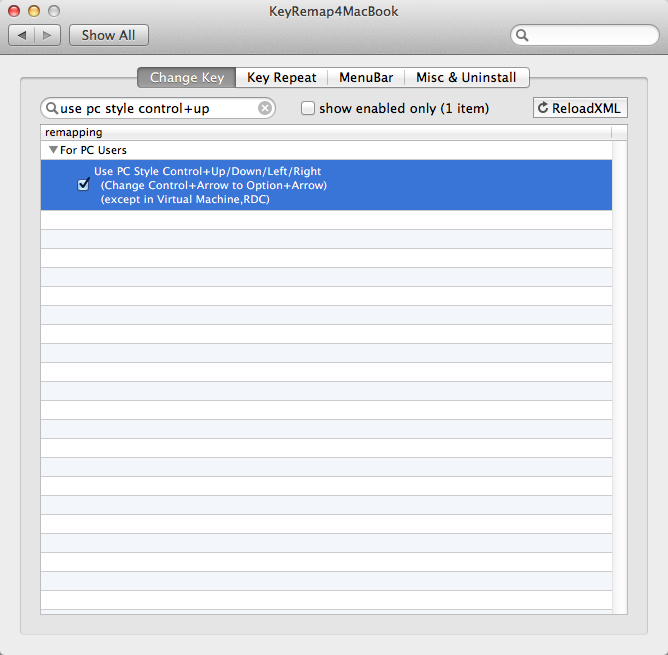 KeyRemap4MacBook
Show All
Change Key Key Repeat MenuBar Misc & Uninstall
use pc style control+up show enabled only (1 item) ReloadXML
remapping
For PC Users
Use PC Style Control+Up/Down/Left/Right
(Change Control+Arrow to Option+Arrow)
(except in Virtual Machine,RDC)